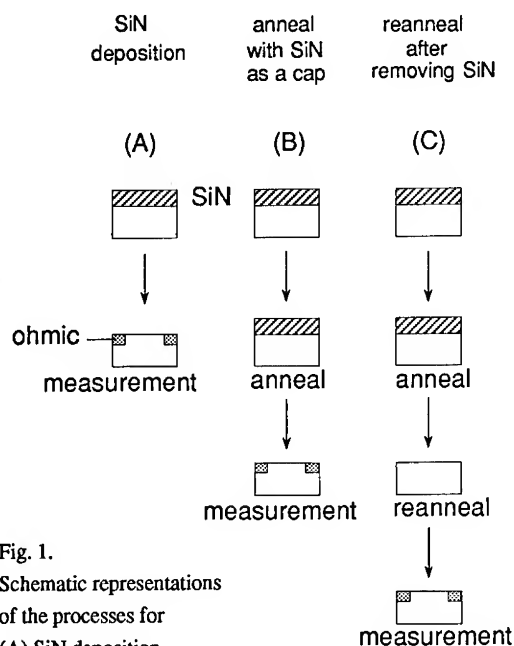 SiN
deposition
anneal
with SiN
as a cap
reanneal
after
removing SiN
(A)
(B)
(C)
SiN
ohmic
measurement
anneal
anneal
measurement
reanneal
measurement
Fig. 1.
Schematic representations
of the processes for
(A) SiN deposition